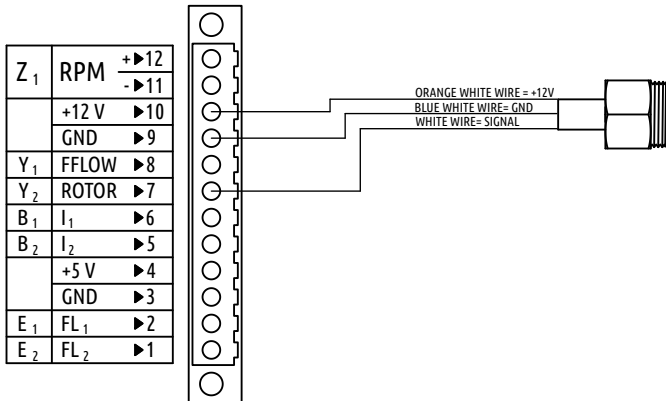 Z₁ RPM +▶12
-▶11
+12 V ▶10
GND ▶9
Y₁ FFLOW ▶8
Y₂ ROTOR ▶7
B₁ I₁ ▶6
B₂ I₂ ▶5
+5 V ▶4
GND ▶3
E₁ FL₁ ▶2
E₂ FL₂ ▶1
ORANGE WHITE WIRE = +12V
BLUE WHITE WIRE= GND
WHITE WIRE= SIGNAL